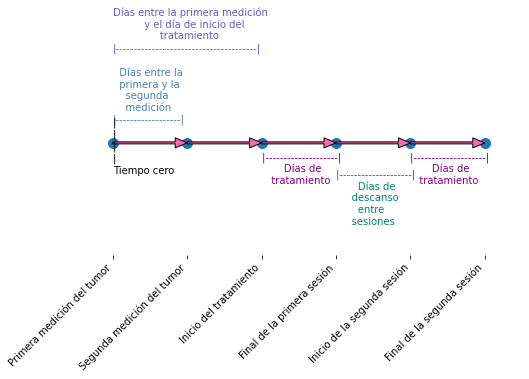 Días entre la primera medición
y el día de inicio del
tratamiento
|---------------------------------------|
Días entre la
primera y la
segunda
medición
|-------------------|
Tiempo cero
|--------------------|
Días de
tratamiento
|--------------------|
Días de
descanso
entre
sesiones
|--------------------|
Días de
tratamiento
Primera medición del tumor
Segunda medición del tumor
Inicio del tratamiento
Final de la primera sesión
Inicio de la segunda sesión
Final de la segunda sesión